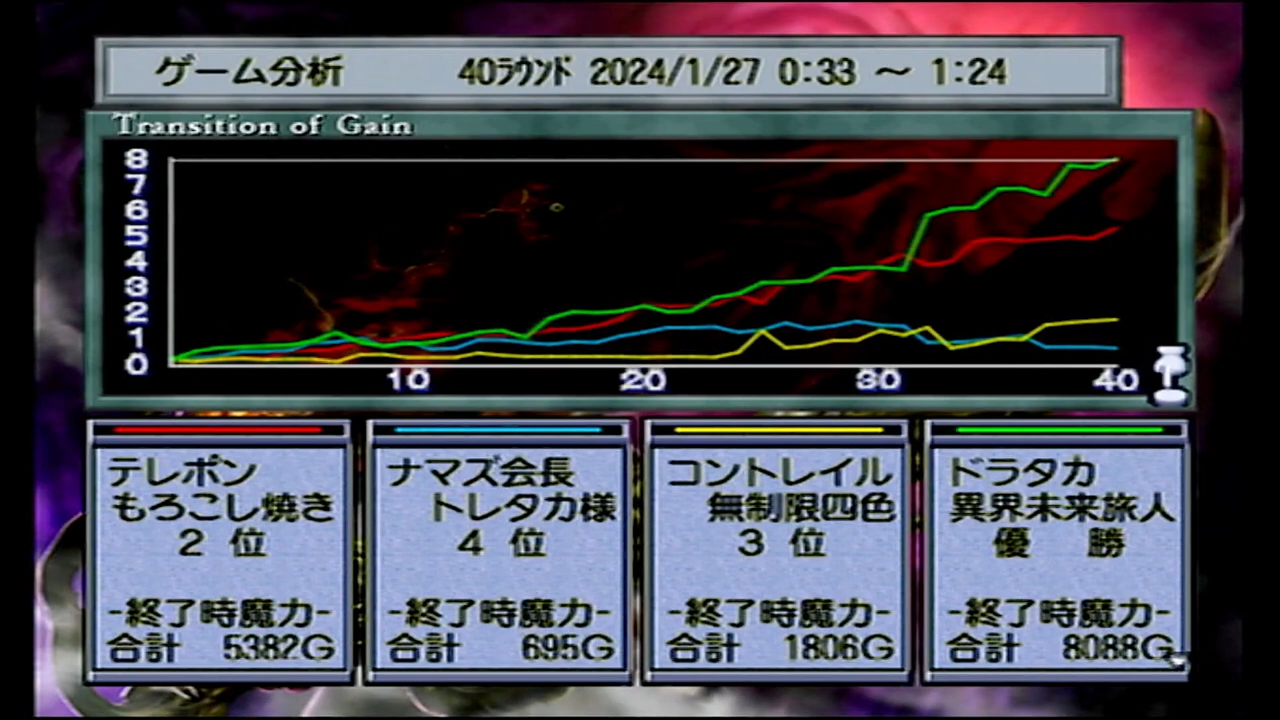 ゲーム分析 40ラウンド 2024/1/27 0:33 ～ 1:24
Transition of Gain
8
7
6
5
4
3
2
1
0
10 20 30 40
テレポン
もろこし焼き
2 位
-終了時魔力-
合計 5382G
ナマズ会長
トレタカ様
4 位
-終了時魔力-
合計 695G
コントレイル
無制限四色
3 位
-終了時魔力-
合計 1806G
ドラタカ
異界未来旅人
優 勝
-終了時魔力-
合計 8088G